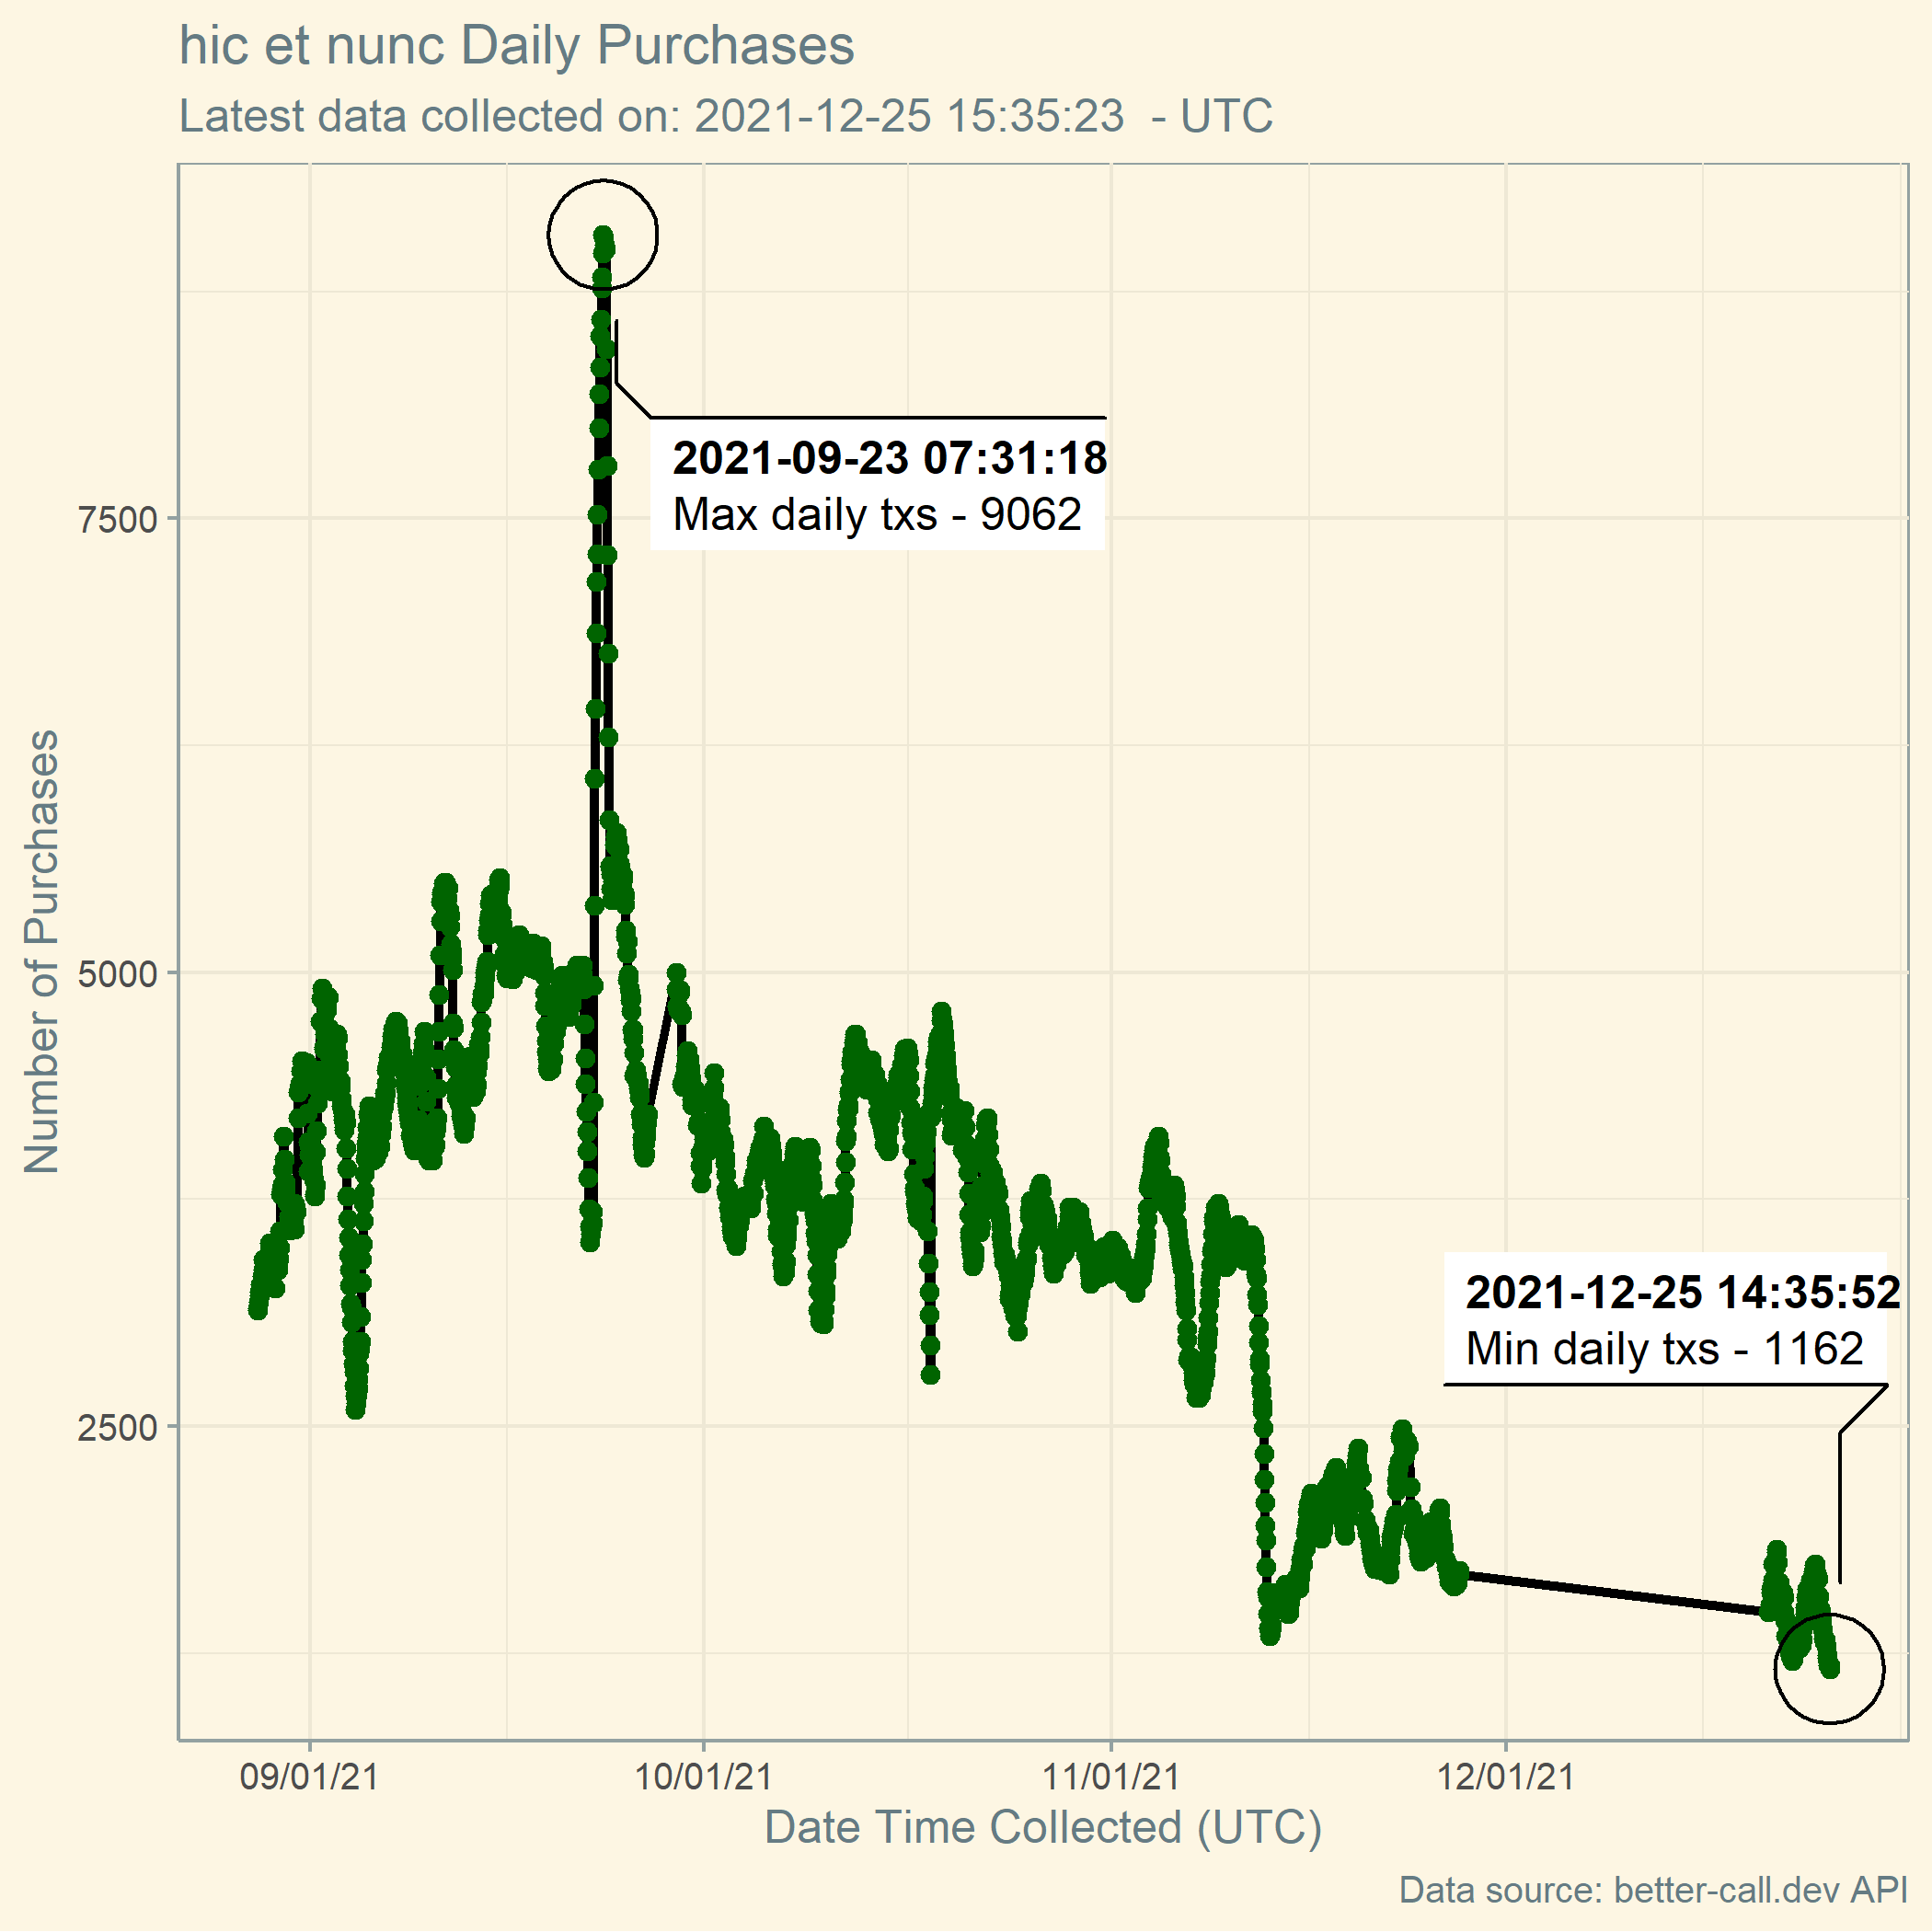 hic et nunc Daily Purchases
Latest data collected on: 2021-12-25 15:35:23  - UTC
2021-09-23 07:31:18
Max daily txs - 9062
7500
5000
2500
Number of Purchases
2021-12-25 14:35:52
Min daily txs - 1162
09/01/21 10/01/21 11/01/21 12/01/21
Date Time Collected (UTC)
Data source: better-call.dev API